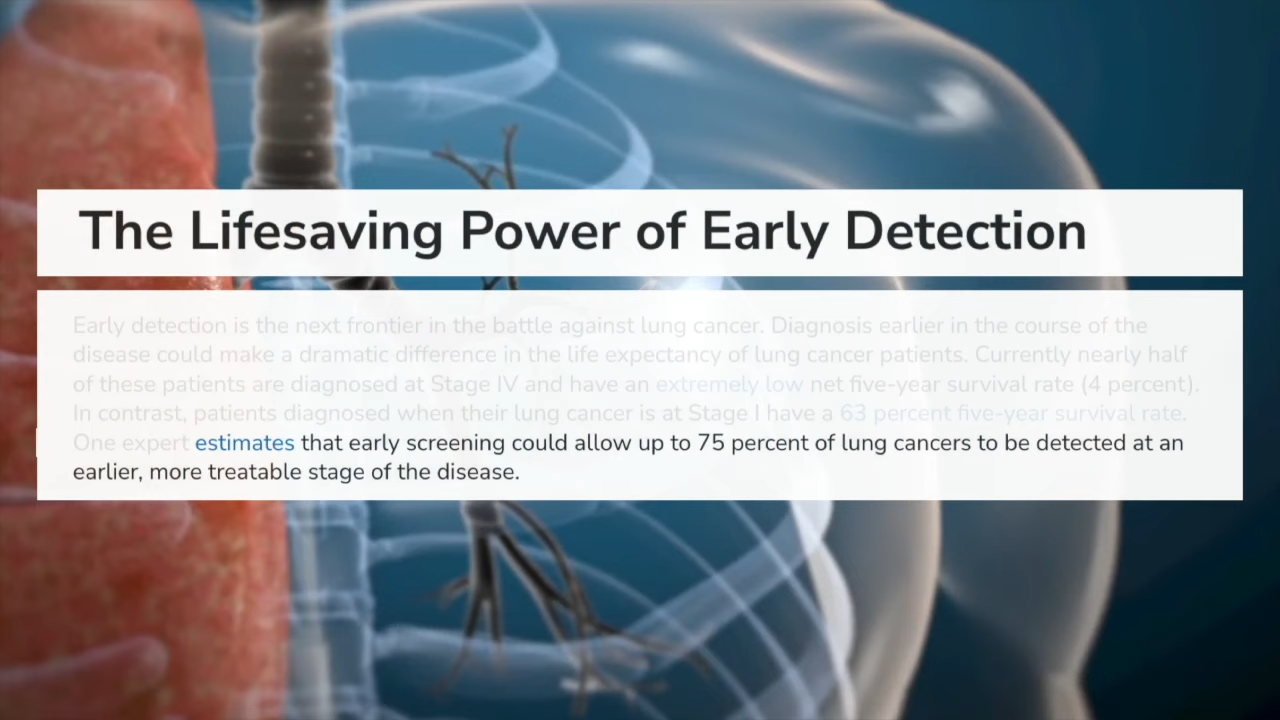 The Lifesaving Power of Early Detection
Early detection is the next frontier in the battle against lung cancer. Diagnosis earlier in the course of the
disease could make a dramatic difference in the life expectancy of lung cancer patients. Currently nearly half
of these patients are diagnosed at Stage IV and have an extremely low net five-year survival rate (4 percent).
In contrast, patients diagnosed when their lung cancer is at Stage I have a 63 percent five-year survival rate.
One expert estimates that early screening could allow up to 75 percent of lung cancers to be detected at an
earlier, more treatable stage of the disease.